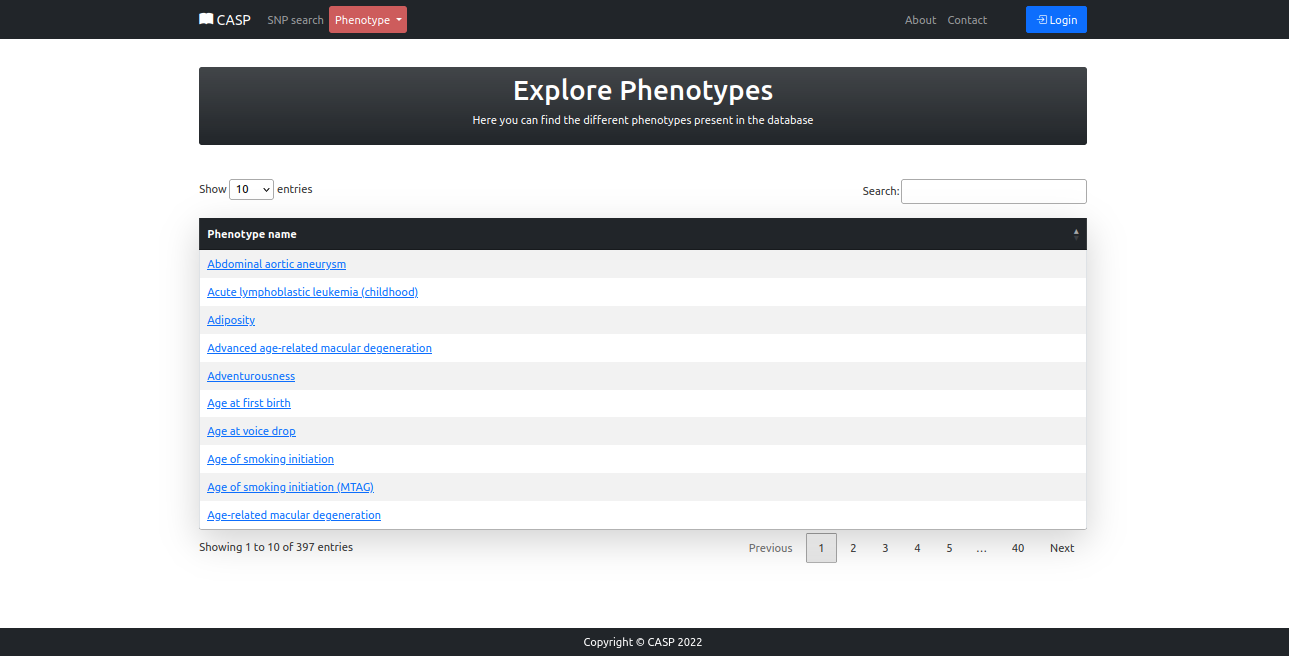 CASP SNP search Phenotype About Contact Login
Explore Phenotypes
Here you can find the different phenotypes present in the database
Show 10 entries Search:
Phenotype name
Abdominal aortic aneurysm
Acute lymphoblastic leukemia (childhood)
Adiposity
Advanced age-related macular degeneration
Adventurousness
Age at first birth
Age at voice drop
Age of smoking initiation
Age of smoking initiation (MTAG)
Age-related macular degeneration
Showing 1 to 10 of 397 entries Previous 1 2 3 4 5 … 40 Next
Copyright © CASP 2022